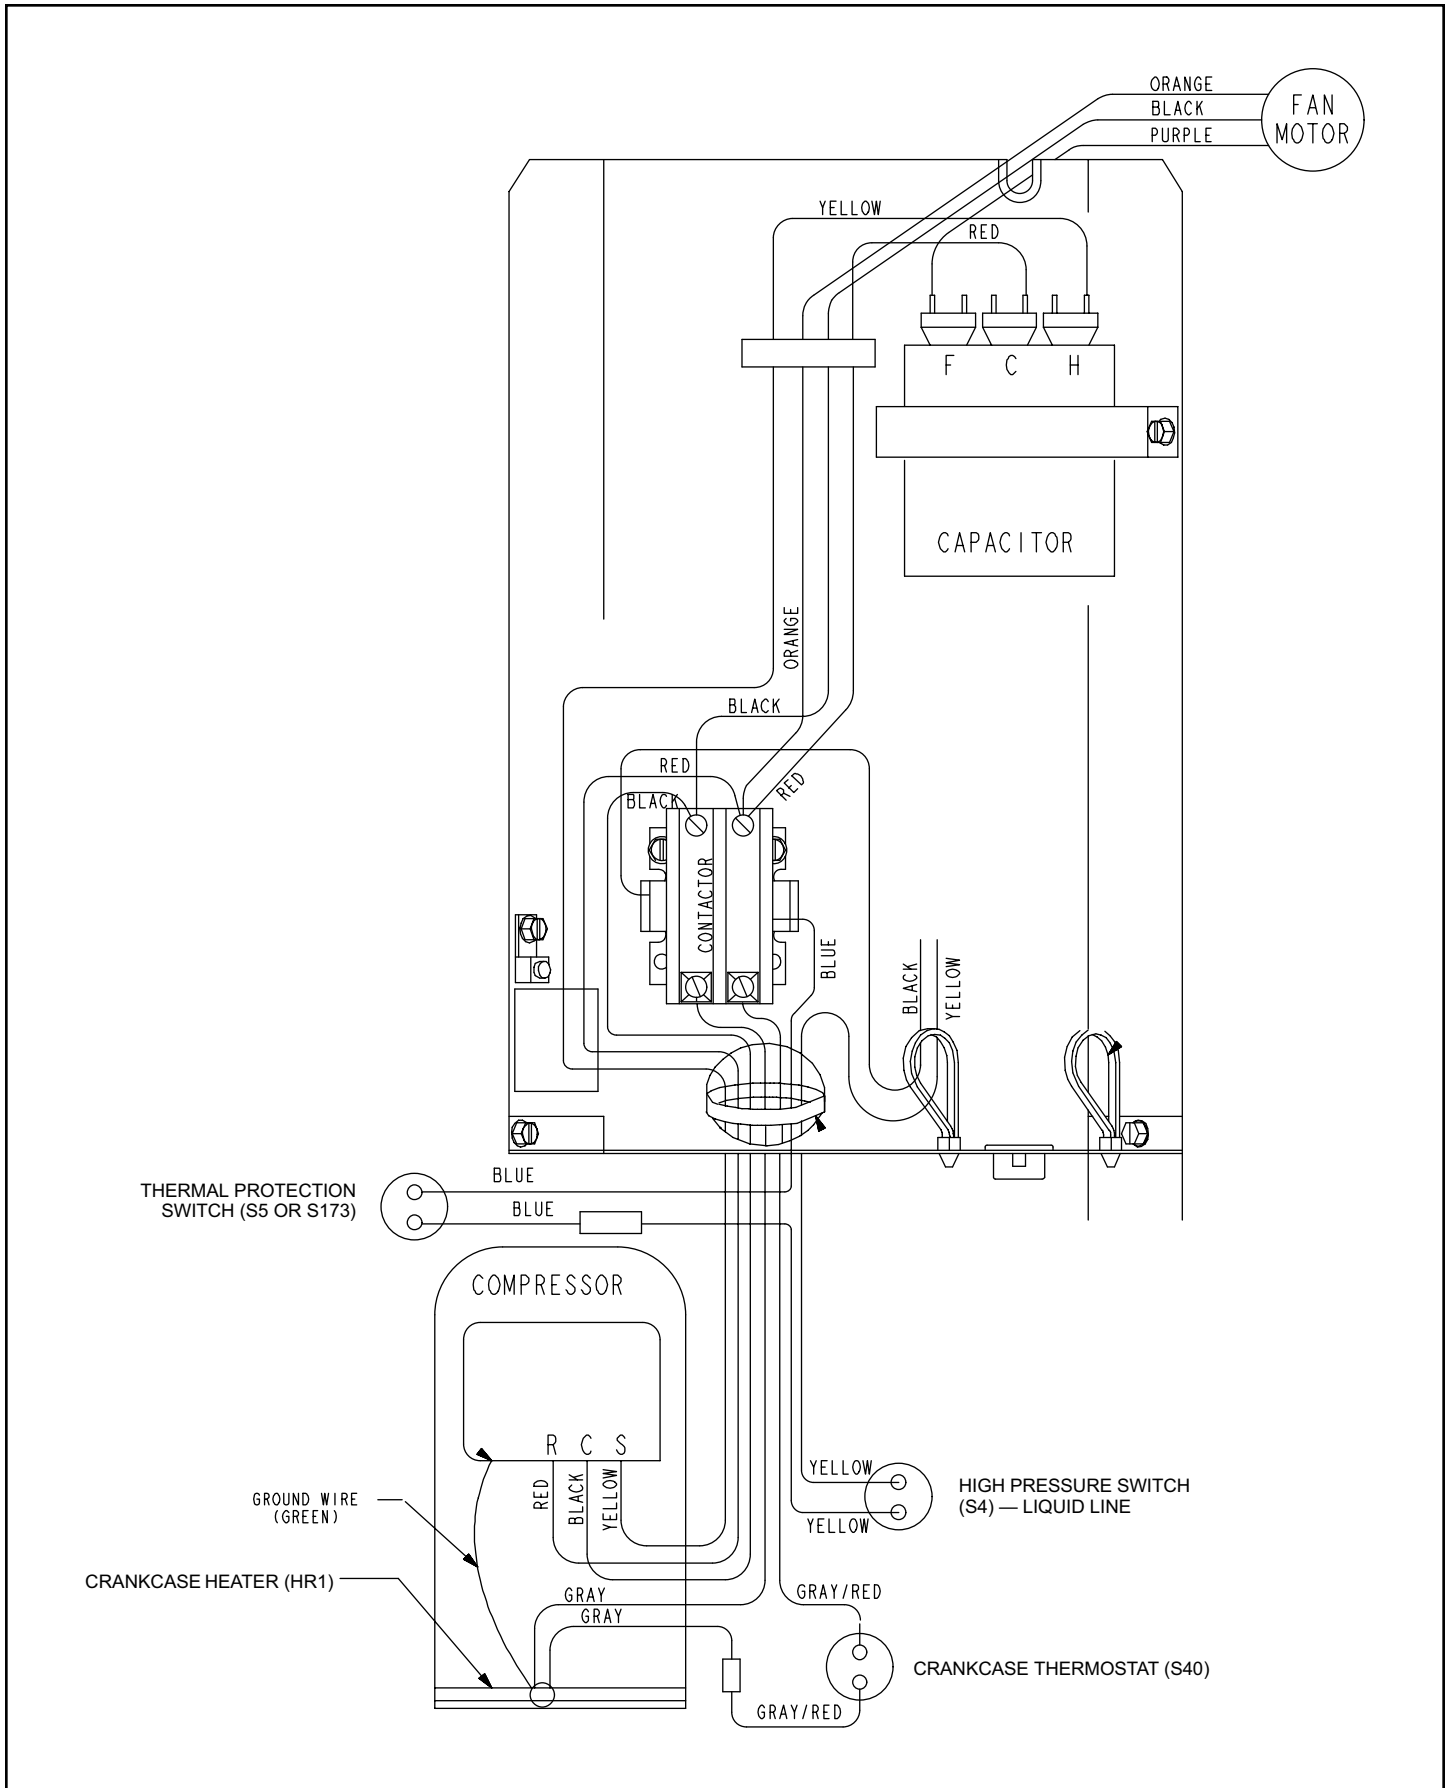 ORANGE
BLACK
PURPLE
FAN
MOTOR
YELLOW
RED
F C H
CAPACITOR
ORANGE
BLACK
RED
RED
BLACK
CONTACTOR
BLUE
BLACK
YELLOW
THERMAL PROTECTION
SWITCH (S5 OR S173)
BLUE
BLUE
COMPRESSOR
R C S
RED
BLACK
YELLOW
YELLOW
YELLOW
HIGH PRESSURE SWITCH
(S4) — LIQUID LINE
GROUND WIRE
(GREEN)
CRANKCASE HEATER (HR1)
GRAY
GRAY
GRAY/RED
CRANKCASE THERMOSTAT (S40)
GRAY/RED